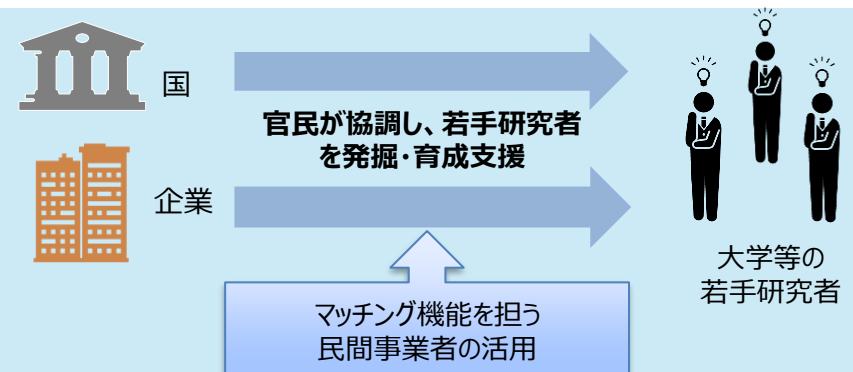 国
官民が協調し、若手研究者
を発掘・育成支援
企業
大学等の
若手研究者
マッチング機能を担う
民間事業者の活用